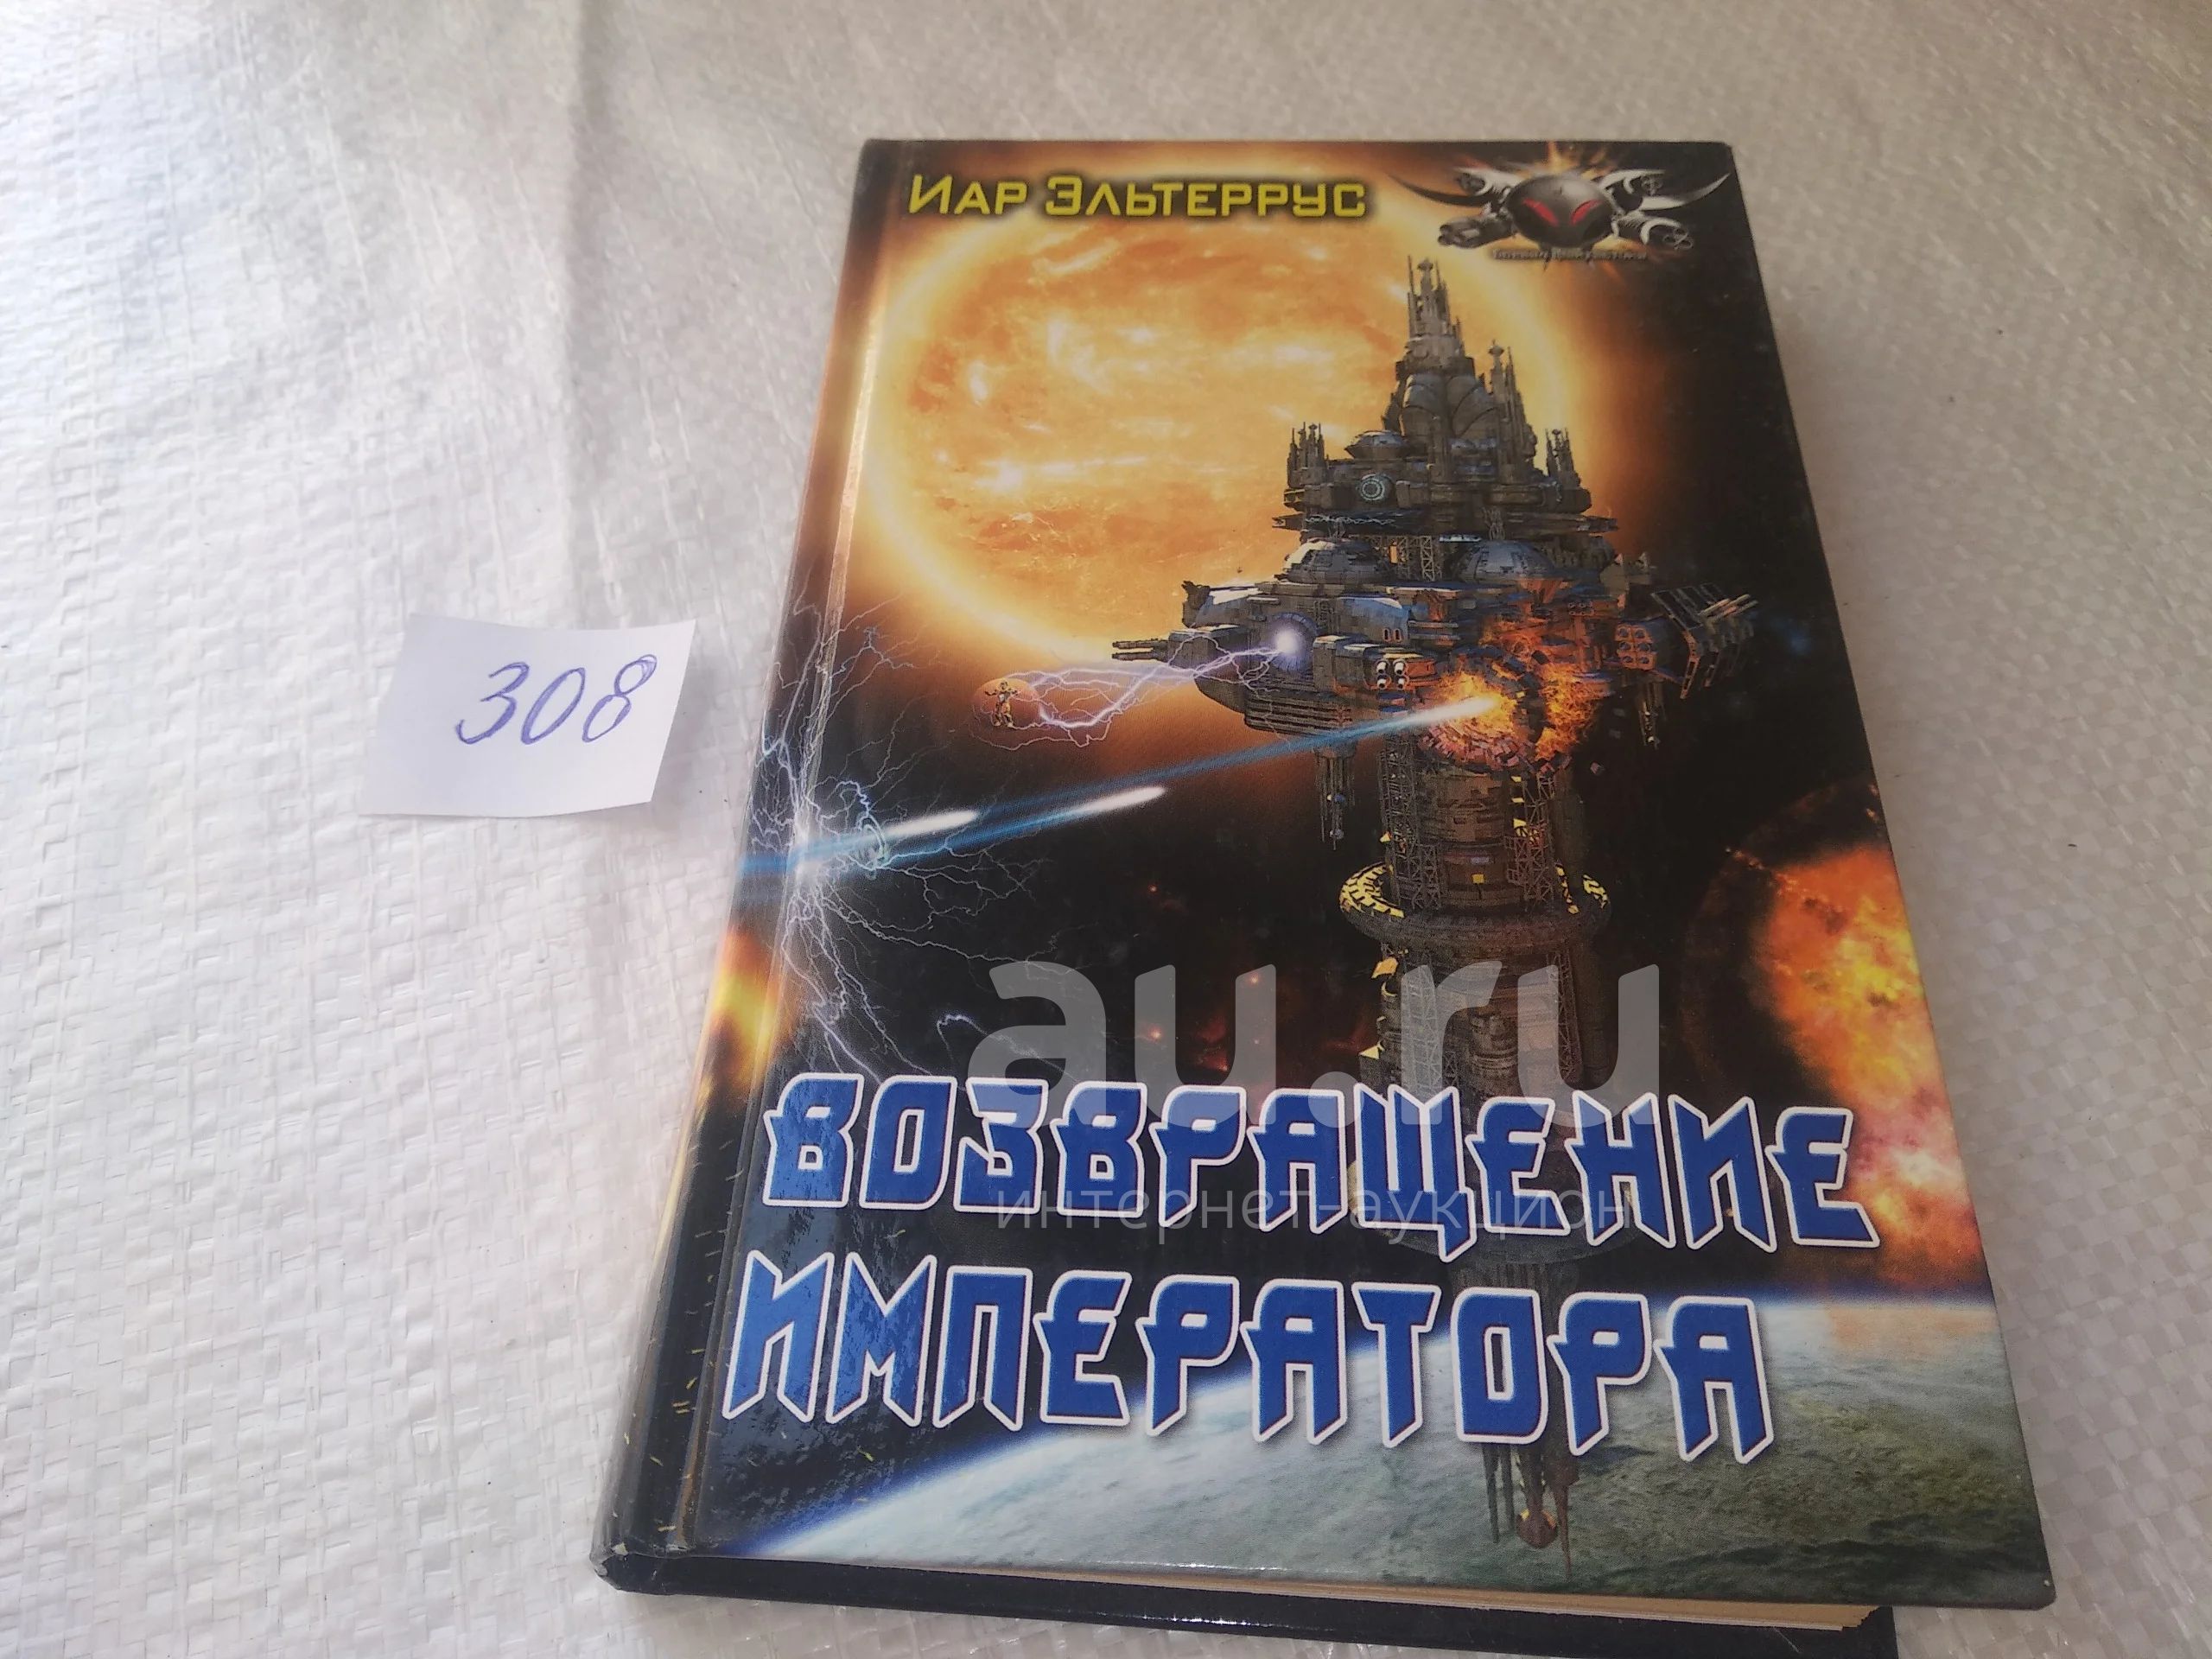 ИАР ЭЛЬТЕРРУС
308
au.ru
ВОЗВРАЩЕНИЕ
интернет-аукцион
ИМПЕРАТОРА